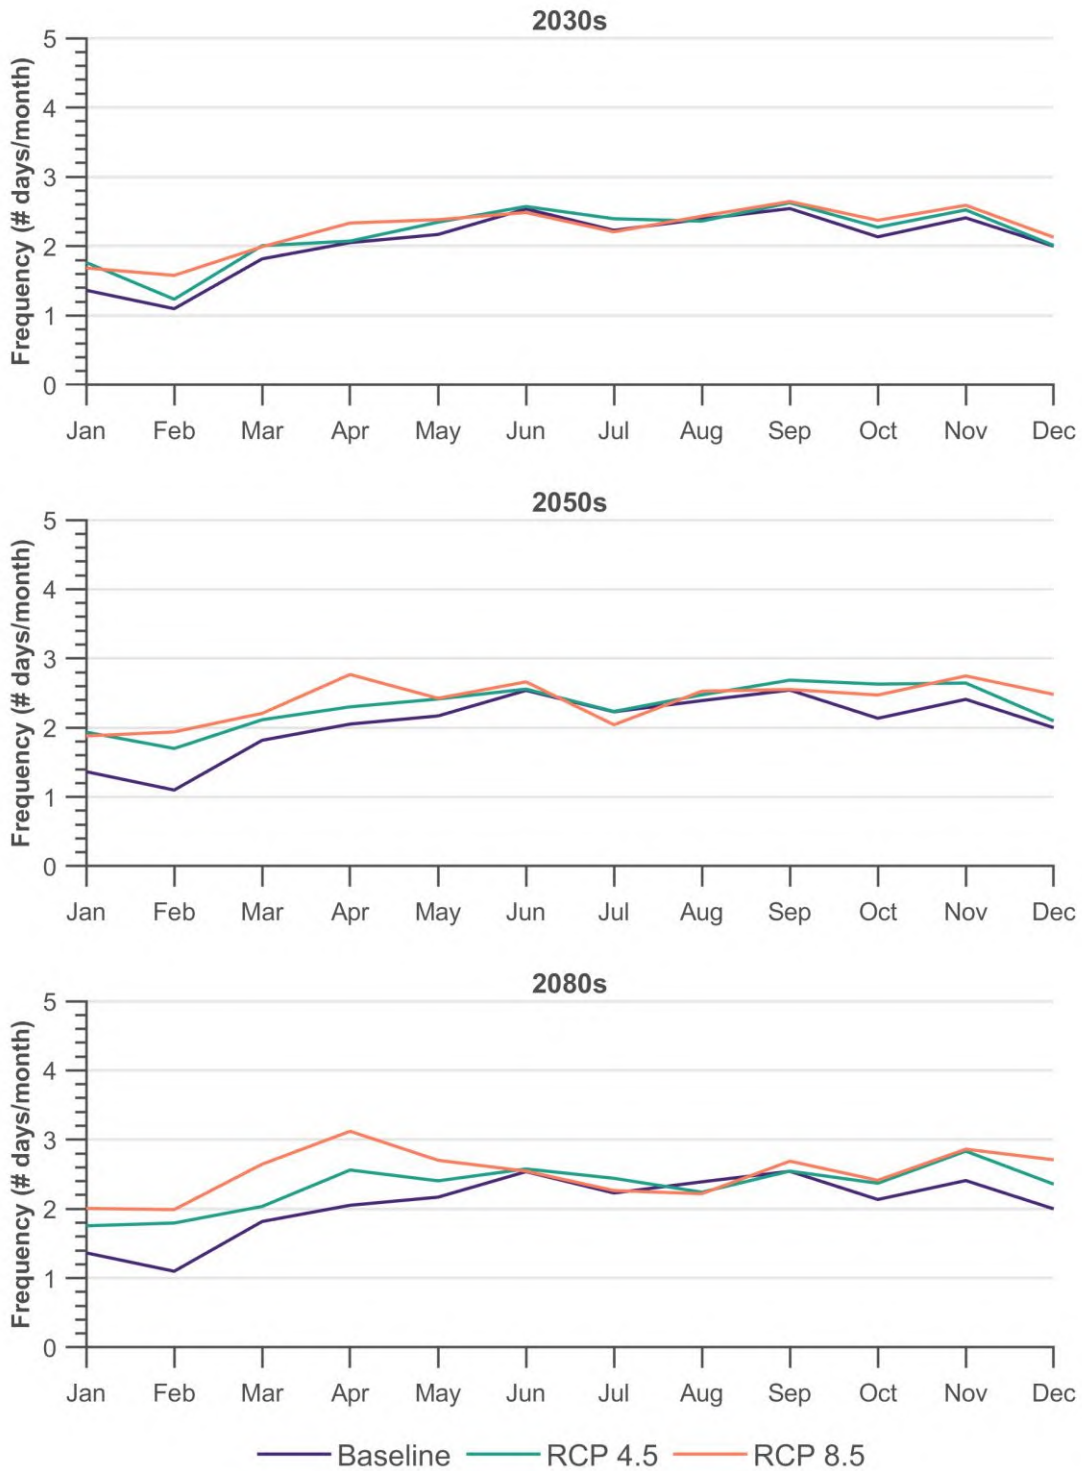 2030s
Frequency (# days/month)
5
4
3
2
1
0
Jan Feb Mar Apr May Jun Jul Aug Sep Oct Nov Dec
2050s
Frequency (# days/month)
5
4
3
2
1
0
Jan Feb Mar Apr May Jun Jul Aug Sep Oct Nov Dec
2080s
Frequency (# days/month)
5
4
3
2
1
0
Jan Feb Mar Apr May Jun Jul Aug Sep Oct Nov Dec
Baseline RCP 4.5 RCP 8.5